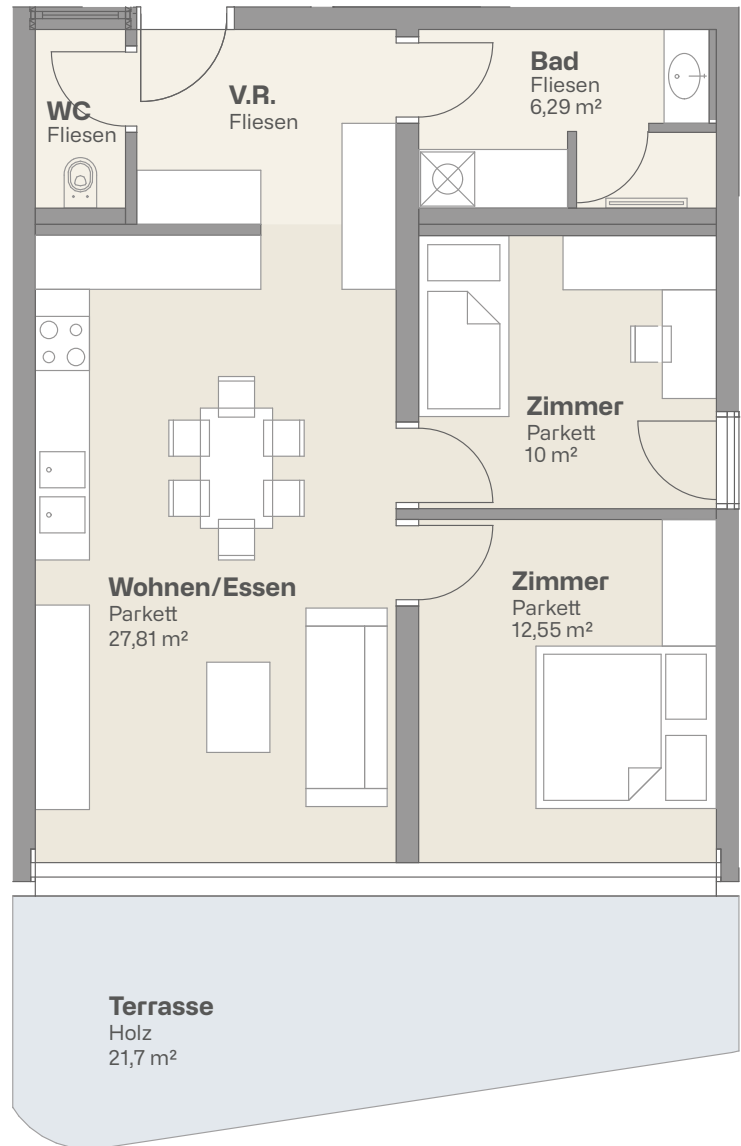 WC
Fliesen
V.R.
Fliesen
Bad
Fliesen
6,29 m²
Zimmer
Parkett
10 m²
Wohnen/Essen
Parkett
27,81 m²
Zimmer
Parkett
12,55 m²
Terrasse
Holz
21,7 m²